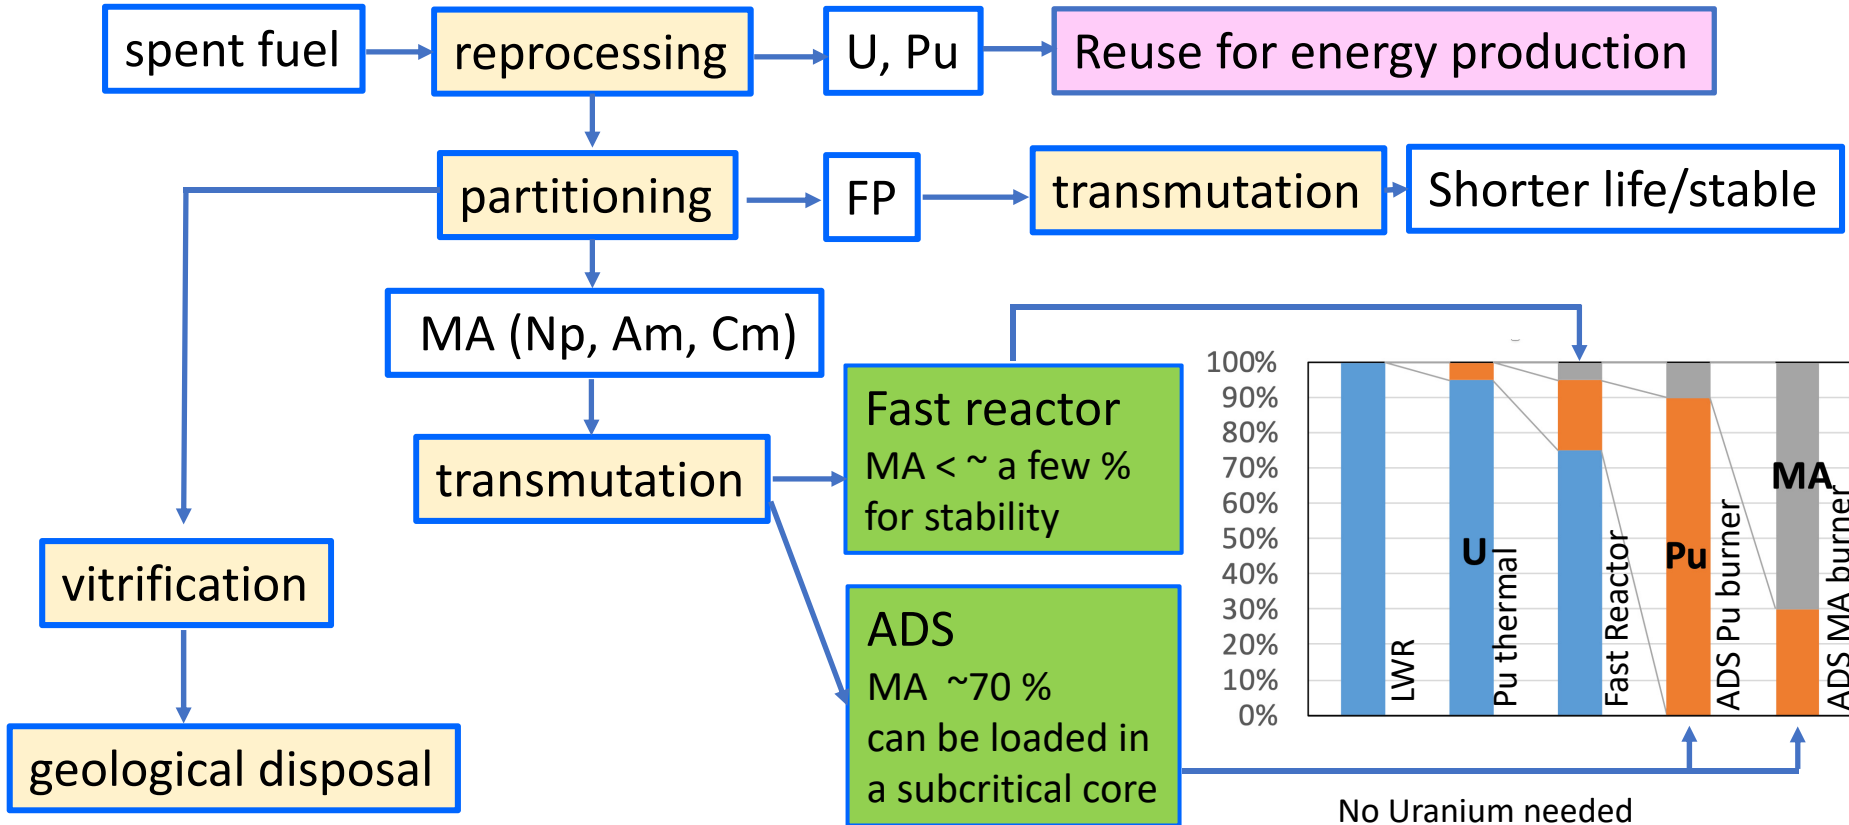 spent fuel
reprocessing
U, Pu
Reuse for energy production
partitioning
FP
transmutation
Shorter life/stable
MA (Np, Am, Cm)
transmutation
Fast reactor
MA < ~ a few %
for stability
vitrification
geological disposal
ADS
MA ~70 %
can be loaded in
a subcritical core
100%
90%
80%
70%
60%
50%
40%
30%
20%
10%
0%
LWR
U
Pu thermal
Fast Reactor
Pu
ADS Pu burner
MA
ADS MA burner
No Uranium needed